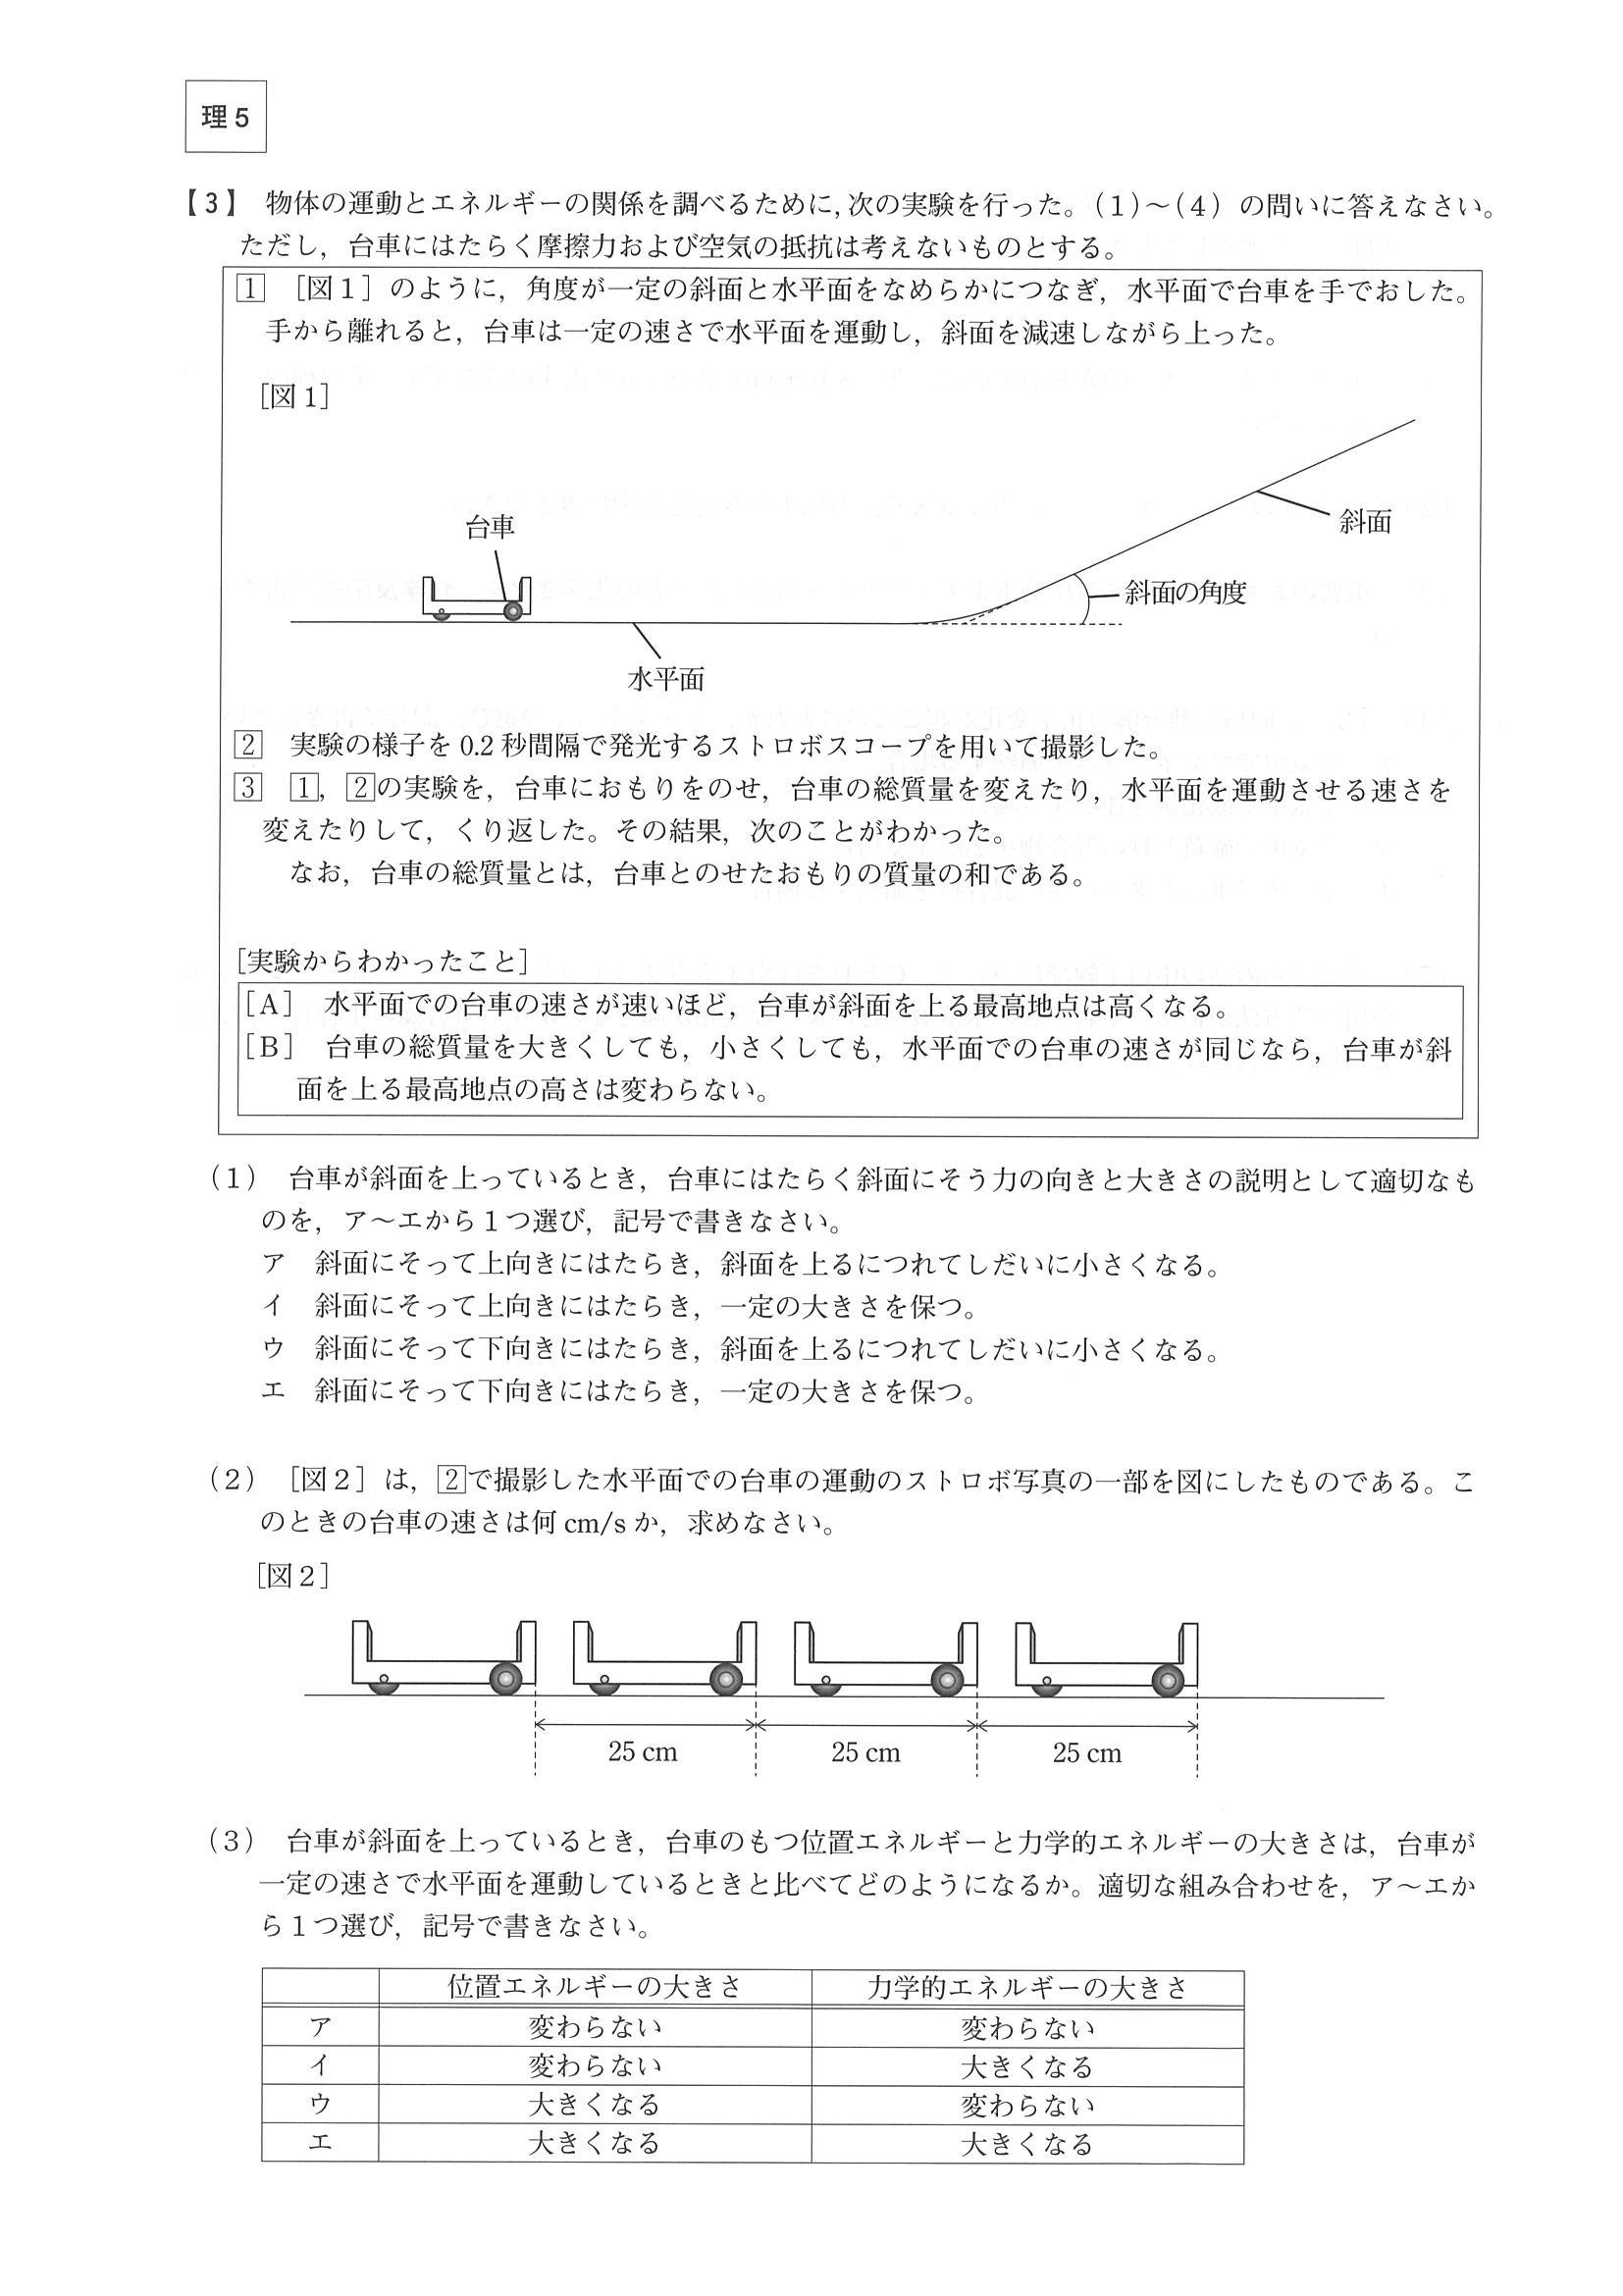 理5
【3】 物体の運動とエネルギーの関係を調べるために,次の実験を行った。(1)～(4) の問いに答えなさい。
ただし，台車にはたらく摩擦力および空気の抵抗は考えないものとする。
1 ［図1］のように，角度が一定の斜面と水平面をなめらかにつなぎ，水平面で台車を手でおした。
手から離れると，台車は一定の速さで水平面を運動し，斜面を減速しながら上った。
［図1］
斜面
台車
斜面の角度
水平面
2 実験の様子を 0.2 秒間隔で発光するストロボスコープを用いて撮影した。
3 1，2の実験を，台車におもりをのせ，台車の総質量を変えたり，水平面を運動させる速さを
変えたりして，くり返した。その結果，次のことがわかった。
なお，台車の総質量とは，台車とのせたおもりの質量の和である。
［実験からわかったこと］
［A］ 水平面での台車の速さが速いほど，台車が斜面を上る最高地点は高くなる。
［B］ 台車の総質量を大きくしても，小さくしても，水平面での台車の速さが同じなら，台車が斜
面を上る最高地点の高さは変わらない。
(1) 台車が斜面を上っているとき，台車にはたらく斜面にそう力の向きと大きさの説明として適切なも
のを，ア～エから1つ選び，記号で書きなさい。
ア 斜面にそって上向きにはたらき，斜面を上るにつれてしだいに小さくなる。
イ 斜面にそって上向きにはたらき，一定の大きさを保つ。
ウ 斜面にそって下向きにはたらき，斜面を上るにつれてしだいに小さくなる。
エ 斜面にそって下向きにはたらき，一定の大きさを保つ。
(2) ［図2］は，2で撮影した水平面での台車の運動のストロボ写真の一部を図にしたものである。こ
のときの台車の速さは何 cm/s か，求めなさい。
［図2］
25 cm 25 cm 25 cm
(3) 台車が斜面を上っているとき，台車のもつ位置エネルギーと力学的エネルギーの大きさは，台車が
一定の速さで水平面を運動しているときと比べてどのようになるか。適切な組み合わせを，ア～エか
ら1つ選び，記号で書きなさい。
位置エネルギーの大きさ 力学的エネルギーの大きさ
ア 変わらない 変わらない
イ 変わらない 大きくなる
ウ 大きくなる 変わらない
エ 大きくなる 大きくなる